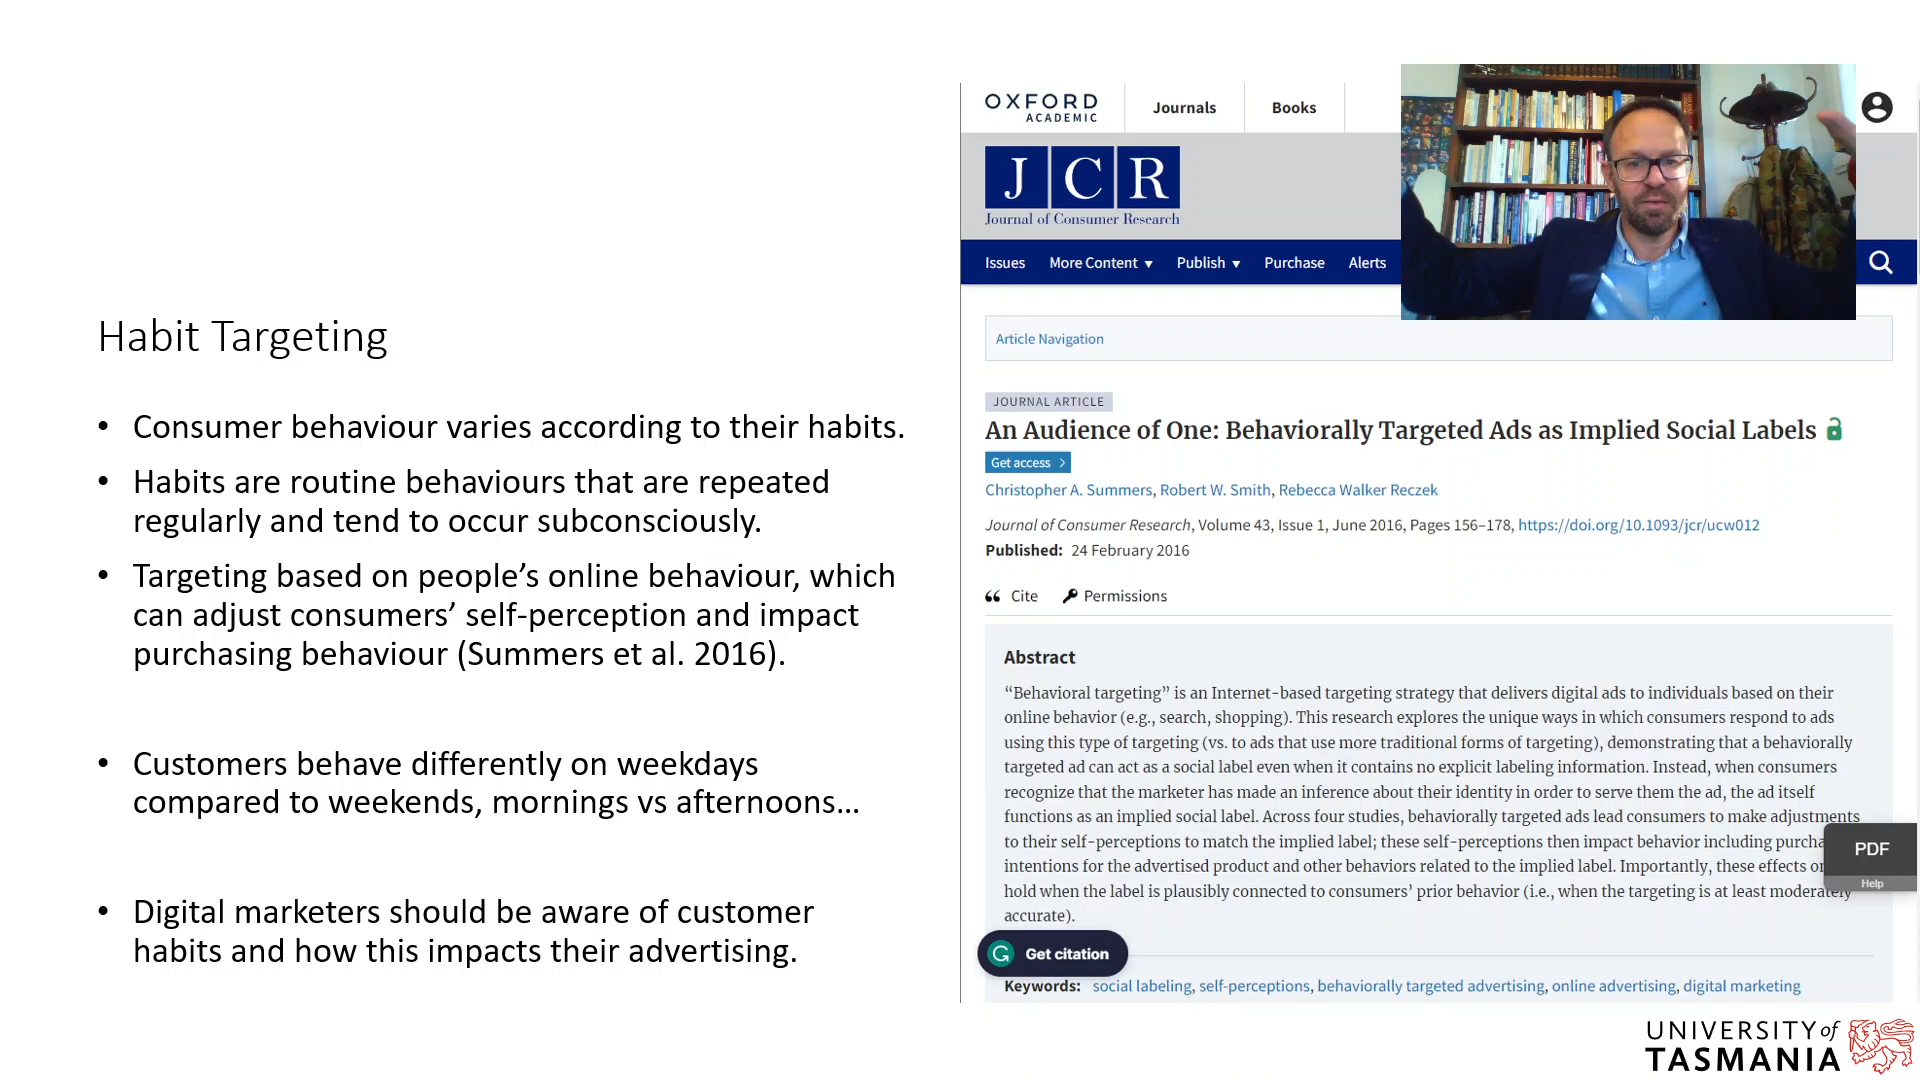 Habit Targeting
• Consumer behaviour varies according to their habits.
• Habits are routine behaviours that are repeated
regularly and tend to occur subconsciously.
• Targeting based on people’s online behaviour, which
can adjust consumers’ self-perception and impact
purchasing behaviour (Summers et al. 2016).
• Customers behave differently on weekdays
compared to weekends, mornings vs afternoons…
• Digital marketers should be aware of customer
habits and how this impacts their advertising.
OXFORD
ACADEMIC
Journals
Books
J C R
Journal of Consumer Research
Issues More Content Publish Purchase Alerts
Article Navigation
JOURNAL ARTICLE
An Audience of One: Behaviorally Targeted Ads as Implied Social Labels
Get access >
Christopher A. Summers, Robert W. Smith, Rebecca Walker Reczek
Journal of Consumer Research, Volume 43, Issue 1, June 2016, Pages 156–178, https://doi.org/10.1093/jcr/ucw012
Published: 24 February 2016
Cite Permissions
Abstract
“Behavioral targeting” is an Internet-based targeting strategy that delivers digital ads to individuals based on their
online behavior (e.g., search, shopping). This research explores the unique ways in which consumers respond to ads
using this type of targeting (vs. to ads that use more traditional forms of targeting), demonstrating that a behaviorally
targeted ad can act as a social label even when it contains no explicit labeling information. Instead, when consumers
recognize that the marketer has made an inference about their identity in order to serve them the ad, the ad itself
functions as an implied social label. Across four studies, behaviorally targeted ads lead consumers to make adjustments
to their self-perceptions to match the implied label; these self-perceptions then impact behavior including
intentions for the advertised product and other behaviors related to the implied label. Importantly, these effects
hold when the label is plausibly connected to consumers’ prior behavior (i.e., when the targeting is at least moderately
accurate).
PDF
Help
Get citation
Keywords: social labeling, self-perceptions, behaviorally targeted advertising, online advertising, digital marketing
UNIVERSITY of
TASMANIA